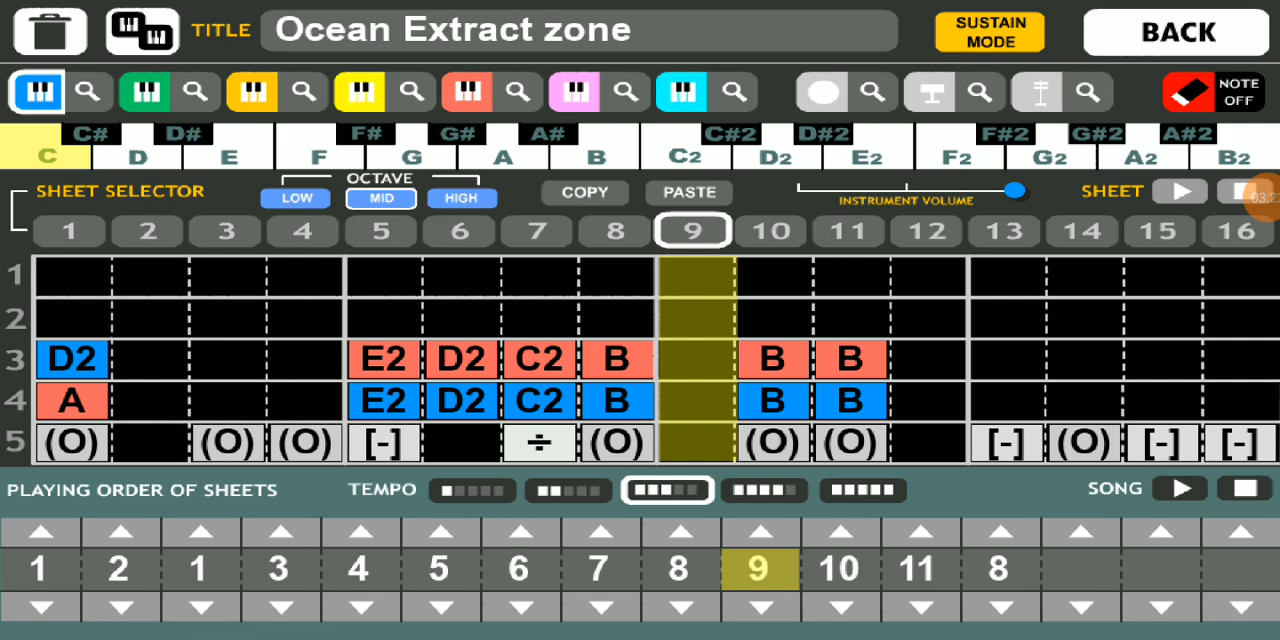 TITLE Ocean Extract zone SUSTAIN MODE BACK
NOTE OFF
C# D# F# G# A# C#2 D#2 F#2 G#2 A#2
C D E F G A B C2 D2 E2 F2 G2 A2 B2
SHEET SELECTOR OCTAVE LOW MID HIGH COPY PASTE INSTRUMENT VOLUME SHEET
1 2 3 4 5 6 7 8 9 10 11 12 13 14 15 16
1
2
3 D2 E2 D2 C2 B B B
4 A E2 D2 C2 B B B
5 (O) (O) (O) [-] ÷ (O) (O) (O) [-] (O) [-] [-]
PLAYING ORDER OF SHEETS TEMPO SONG
1 2 1 3 4 5 6 7 8 9 10 11 8